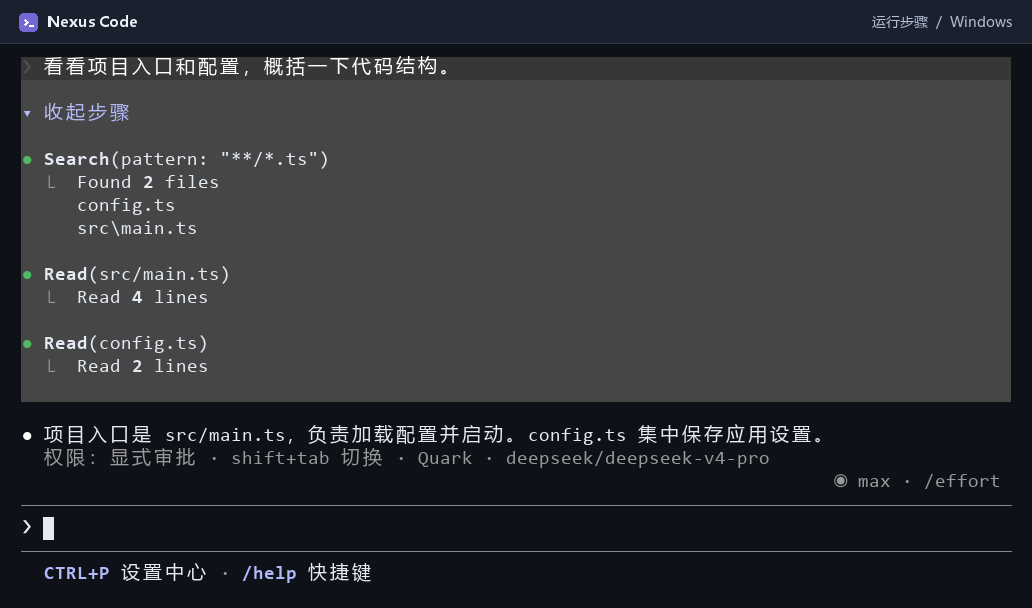 Nexus Code
运行步骤 / Windows
❯ 看看项目入口和配置，概括一下代码结构。
▾ 收起步骤
● Search(pattern: "**/*.ts")
└ Found 2 files
config.ts
src\main.ts
● Read(src/main.ts)
└ Read 4 lines
● Read(config.ts)
└ Read 2 lines
● 项目入口是 src/main.ts，负责加载配置并启动。config.ts 集中保存应用设置。
权限：显式审批 · shift+tab 切换 · Quark · deepseek/deepseek-v4-pro
◉ max · /effort
❯
CTRL+P 设置中心 · /help 快捷键